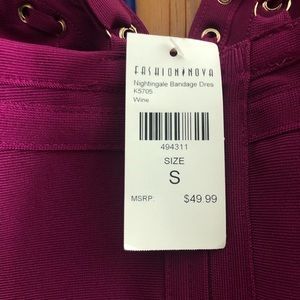 FASHION NOVA
Nightingale Bandage Dres
K5705
Wine
494311
SIZE
S
MSRP: $49.99